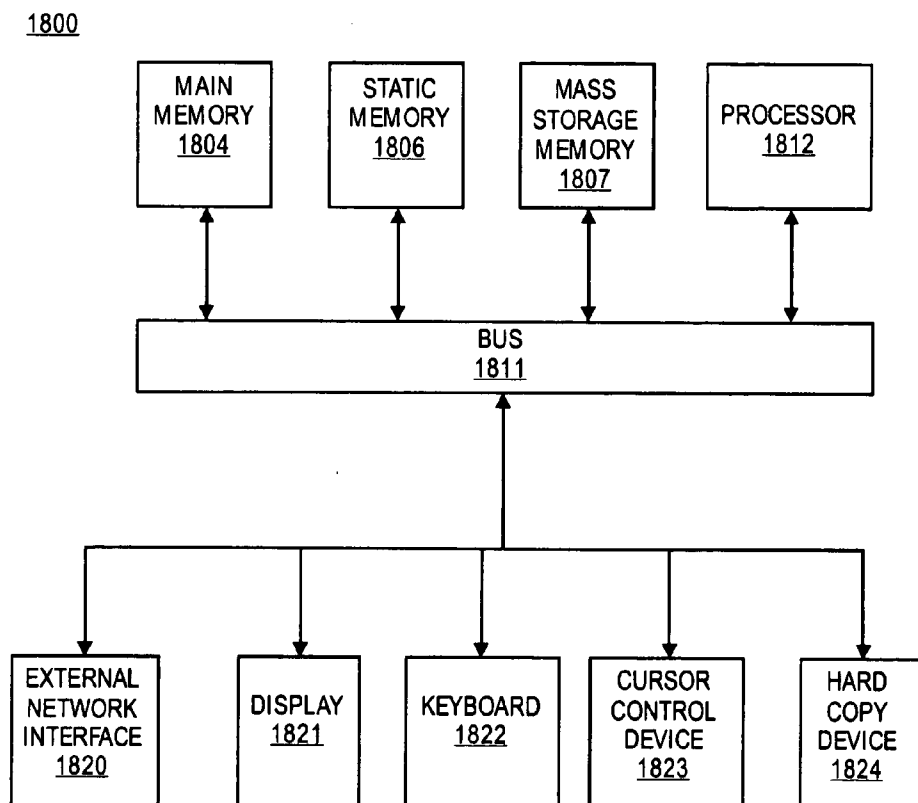 1800
MAIN
MEMORY
1804
STATIC
MEMORY
1806
MASS
STORAGE
MEMORY
1807
PROCESSOR
1812
BUS
1811
EXTERNAL
NETWORK
INTERFACE
1820
DISPLAY
1821
KEYBOARD
1822
CURSOR
CONTROL
DEVICE
1823
HARD
COPY
DEVICE
1824